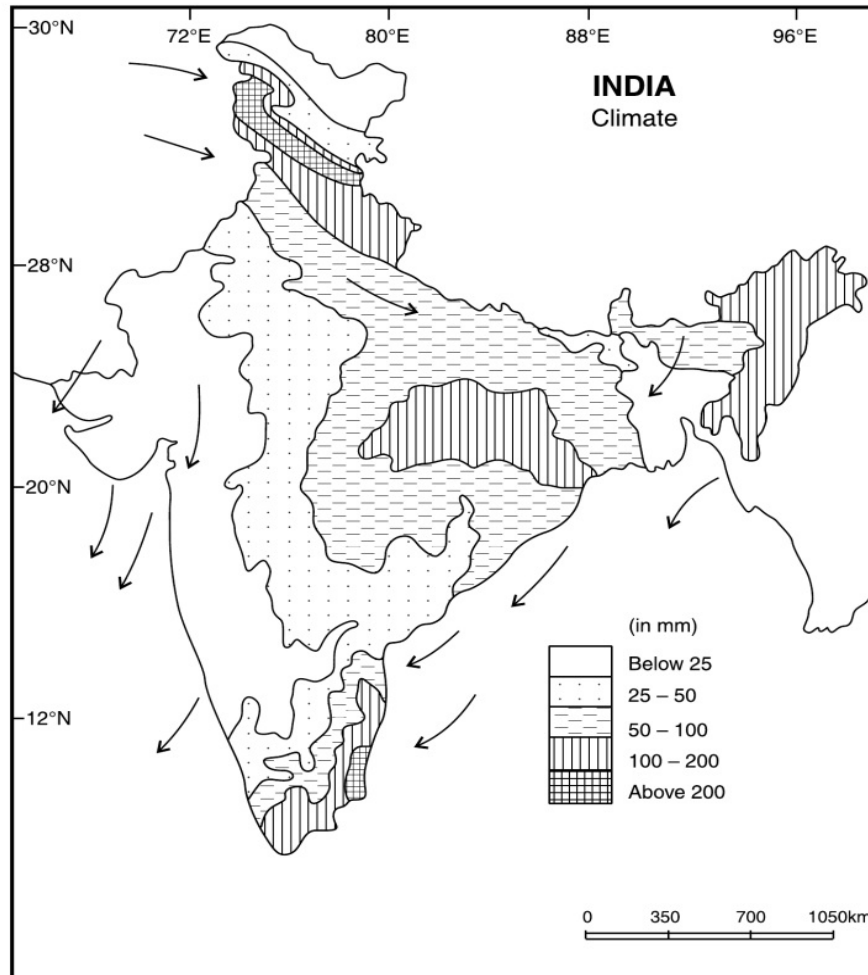 30°N
72°E 80°E 88°E 96°E
INDIA
Climate
28°N
20°N
12°N
(in mm)
Below 25
25 – 50
50 – 100
100 – 200
Above 200
0 350 700 1050km